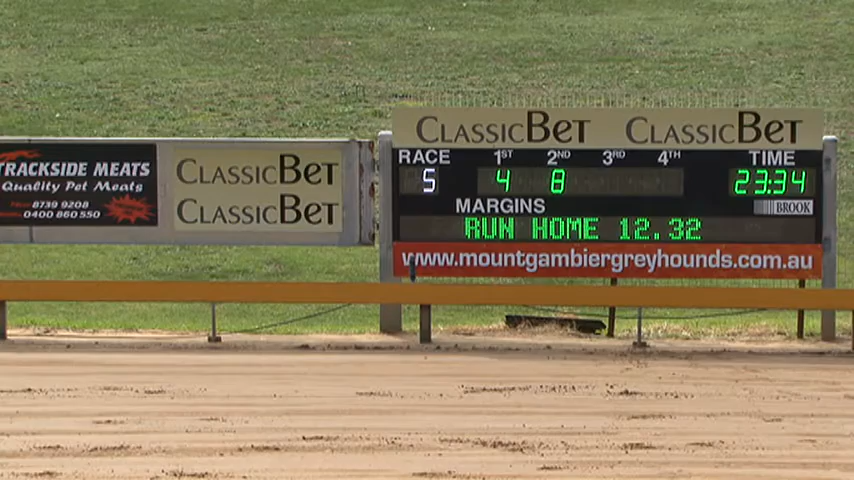 CLASSICBET CLASSICBET
RACE 1ST 2ND 3RD 4TH TIME
5 4 8 23:34
MARGINS BROOK
RUN HOME 12.32
www.mountgambiergreyhounds.com.au
TRACKSIDE MEATS
Quality Pet Meats
8739 9208
0400 860 550
CLASSICBET
CLASSICBET